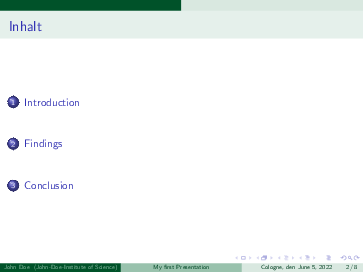 Inhalt
1 Introduction
2 Findings
3 Conclusion
John Doe (John-Doe-Institute of Science) My first Presentation Cologne, den June 5, 2022 2/6